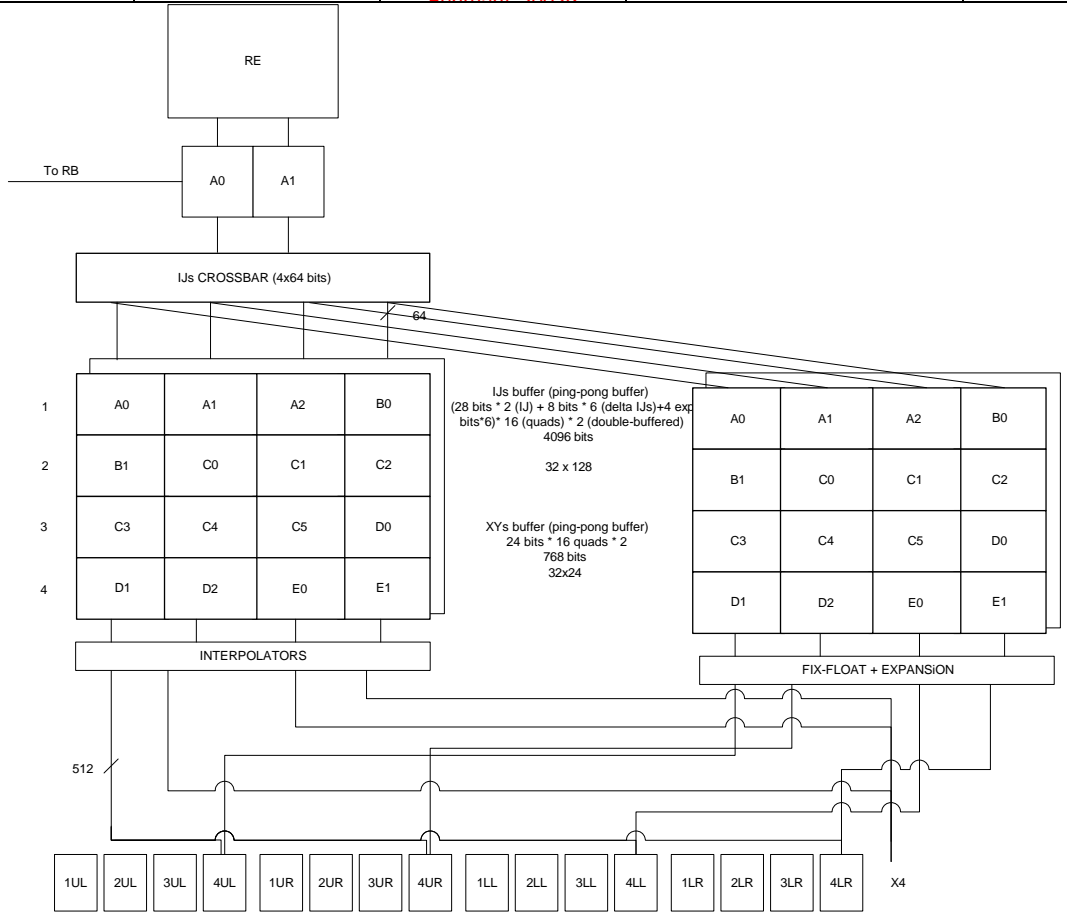 RE
To RB
A0 A1
IJs CROSSBAR (4x64 bits)
64
1 A0 A1 A2 B0
2 B1 C0 C1 C2
3 C3 C4 C5 D0
4 D1 D2 E0 E1
IJs buffer (ping-pong buffer)
(28 bits * 2 (IJ) + 8 bits * 6 (delta IJs)+4 exp
bits*6)* 16 (quads) * 2 (double-buffered)
4096 bits
32 x 128
XYs buffer (ping-pong buffer)
24 bits * 16 quads * 2
768 bits
32x24
A0 A1 A2 B0
B1 C0 C1 C2
C3 C4 C5 D0
D1 D2 E0 E1
INTERPOLATORS
FIX-FLOAT + EXPANSiON
512
1UL 2UL 3UL 4UL 1UR 2UR 3UR 4UR 1LL 2LL 3LL 4LL 1LR 2LR 3LR 4LR X4